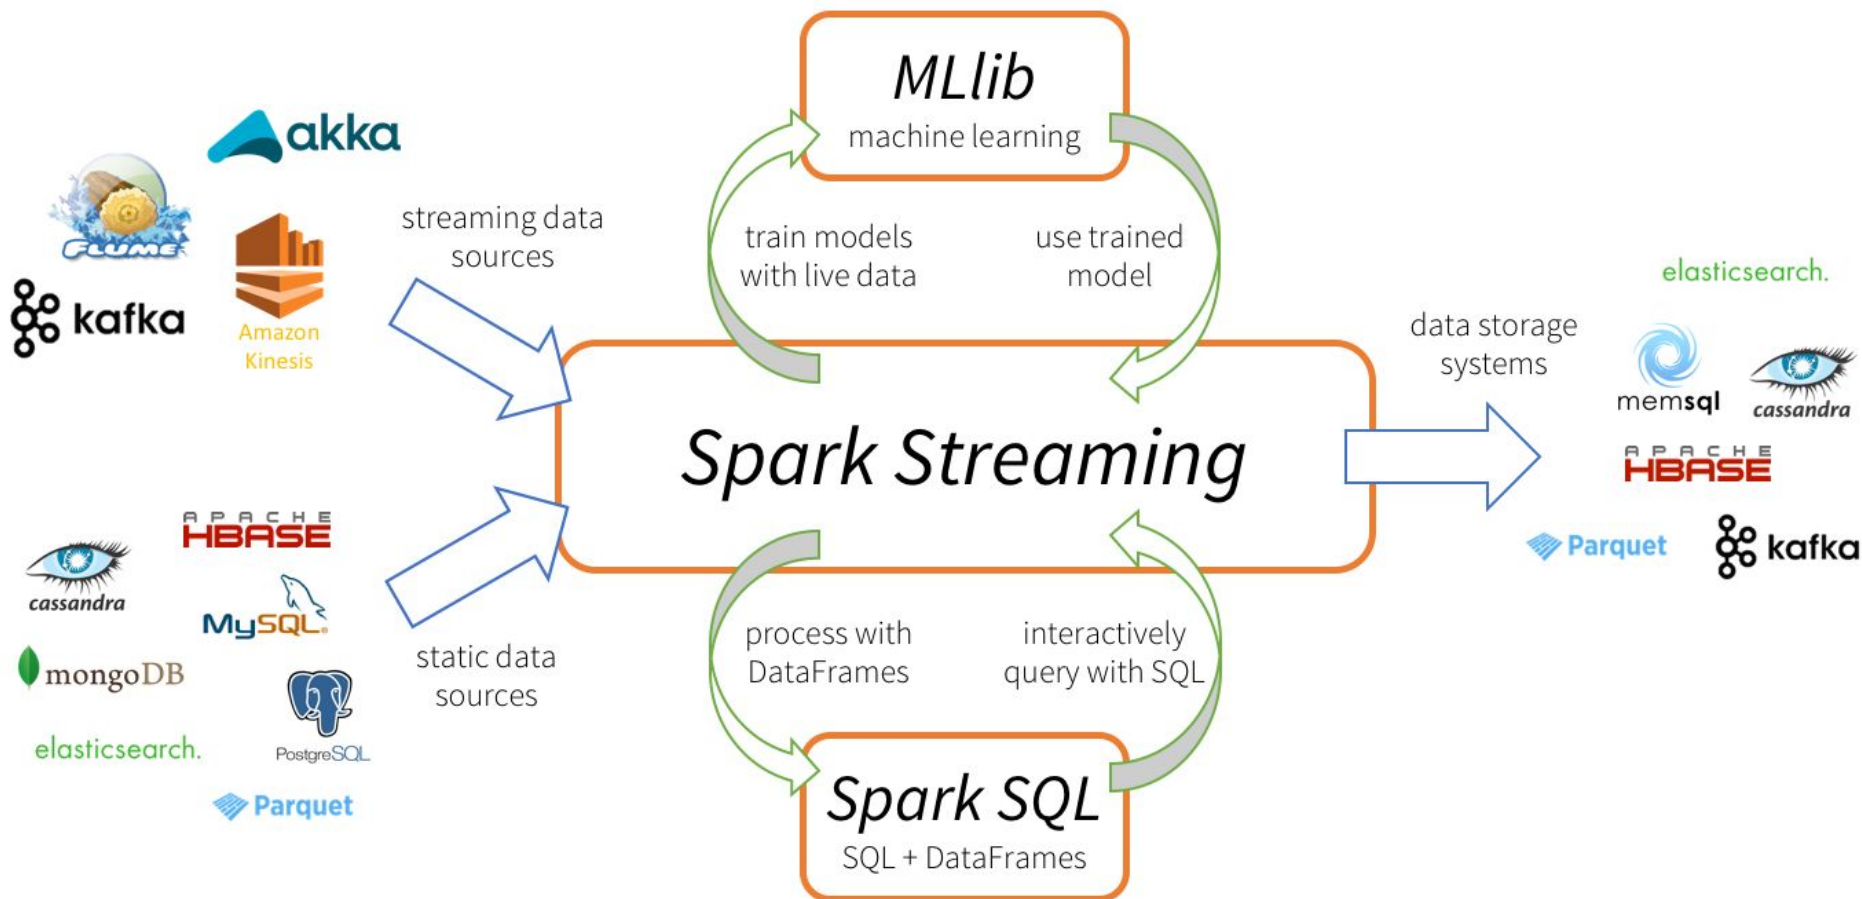 MLlib
machine learning
akka
FLUME
kafka
Amazon
Kinesis
streaming data
sources
train models
with live data
use trained
model
Spark Streaming
data storage
systems
elasticsearch.
memsql
cassandra
APACHE
HBASE
Parquet
kafka
APACHE
HBASE
cassandra
MySQL®
mongoDB
PostgreSQL
elasticsearch.
Parquet
static data
sources
process with
DataFrames
interactively
query with SQL
Spark SQL
SQL + DataFrames